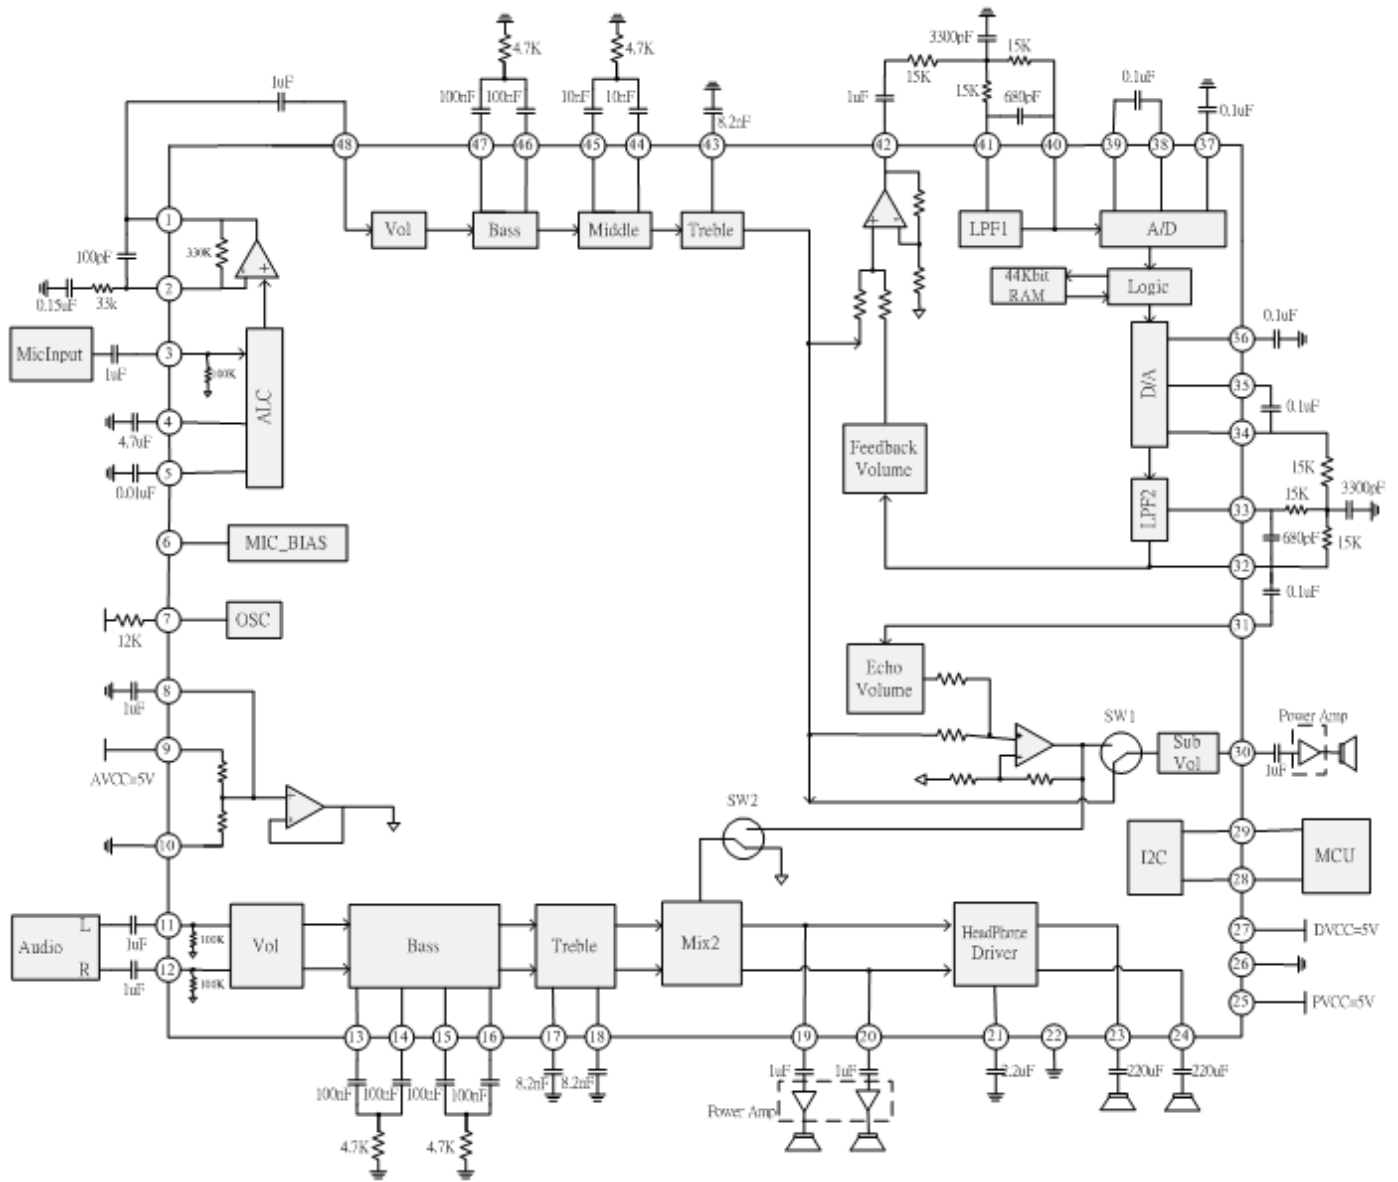 4.7K
4.7K
3300pF
15K
1uF
15K
0.1uF
100nF
100nF
10nF
10nF
1uF
15K
680pF
8.2nF
0.1uF
48
47
46
45
44
43
42
41
40
39
38
37
1
Vol
Bass
Middle
Treble
LPF1
A/D
100pF
330K
2
44Kbit
RAM
Logic
0.15uF
33k
0.1uF
36
MicInput
3
1uF
100K
ALC
D/A
35
0.1uF
4
4.7uF
34
Feedback
Volume
15K
5
0.01uF
3300pF
LPF2
33
15K
6
MIC_BIAS
680pF
15K
32
0.1uF
7
OSC
12K
31
Echo
Volume
8
1uF
SW1
Power Amp
9
Sub
Vol
30
AVCC=5V
1uF
SW2
10
I2C
29
MCU
28
11
L
Audio
1uF
100K
Vol
Bass
Treble
Mix2
HeadPhone
Driver
27
DVCC=5V
R
12
26
1uF
100K
25
PVCC=5V
13
14
15
16
17
18
19
20
21
22
23
24
100nF
100nF
100nF
100nF
8.2nF
8.2nF
1uF
1uF
2.2uF
220uF
220uF
Power Amp
4.7K
4.7K